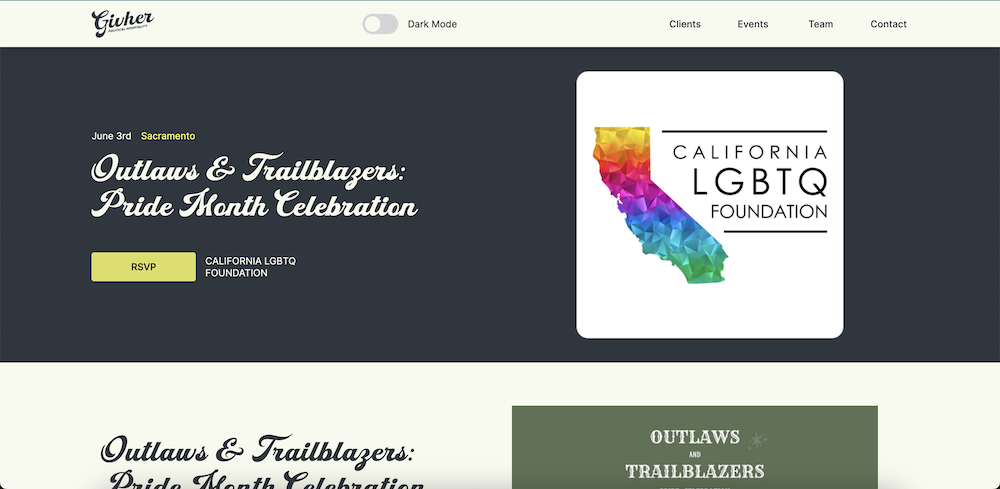 Givher
POLITICAL HOSPITALITY
Dark Mode
Clients
Events
Team
Contact
June 3rd Sacramento
Outlaws & Trailblazers:
Pride Month Celebration
RSVP
CALIFORNIA LGBTQ
FOUNDATION
CALIFORNIA
LGBTQ
FOUNDATION
Outlaws & Trailblazers:
Pride Month Celebration
OUTLAWS
AND
TRAILBLAZERS